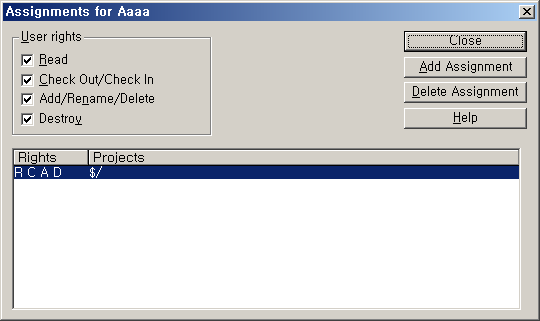 Assignments for Aaaa
User rights
Read
Check Out/Check In
Add/Rename/Delete
Destroy
Close
Add Assignment
Delete Assignment
Help
Rights Projects
R C A D $/